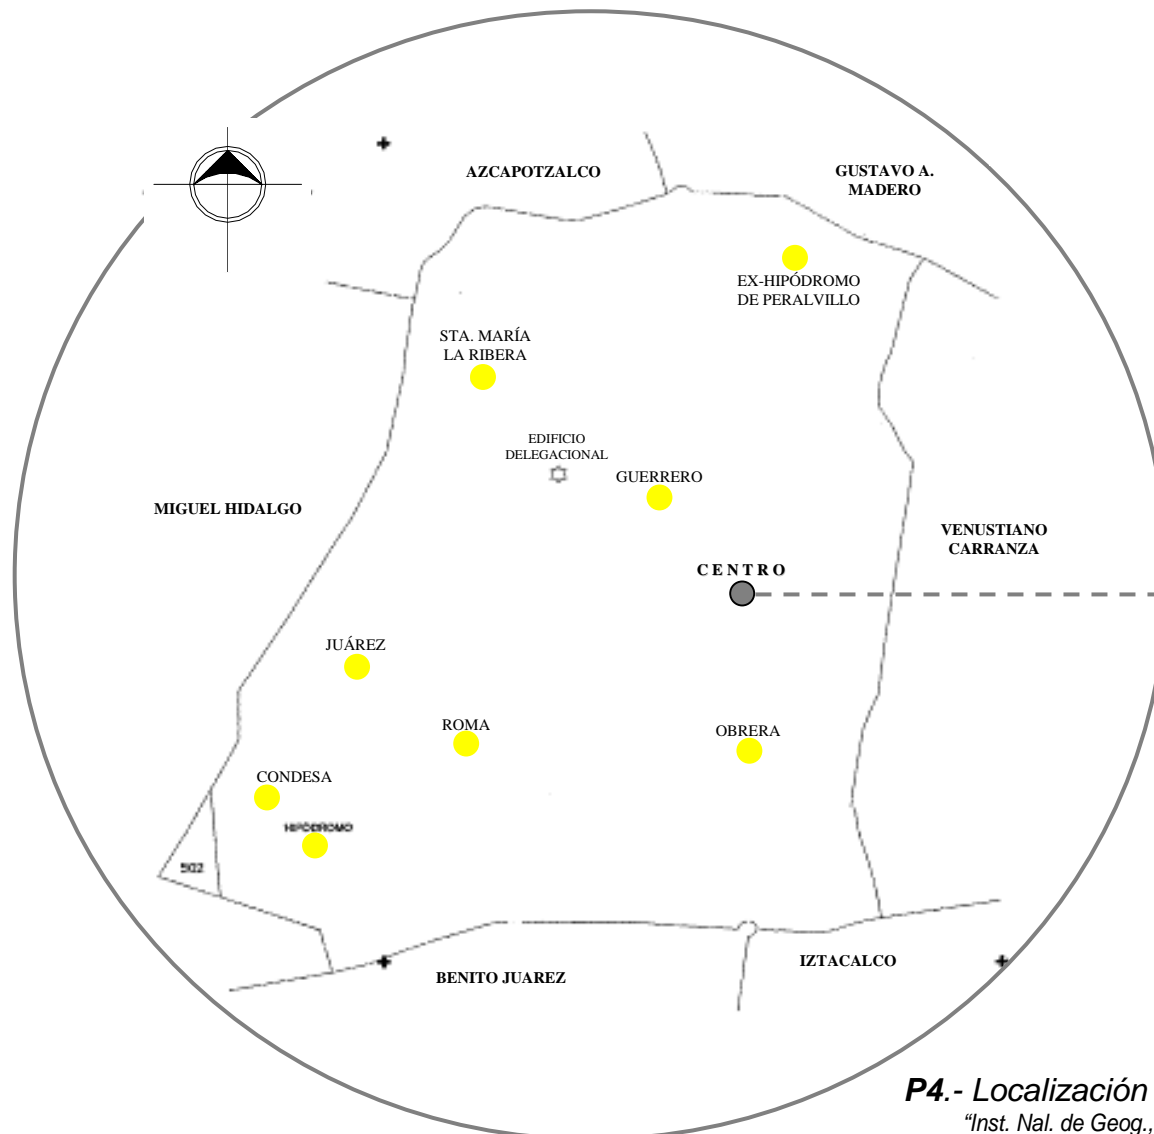 AZCAPOTZALCO
GUSTAVO A.
MADERO
EX-HIPÓDROMO
DE PERALVILLO
STA. MARÍA
LA RIBERA
EDIFICIO
DELEGACIONAL
GUERRERO
MIGUEL HIDALGO
VENUSTIANO
CARRANZA
CENTRO
JUÁREZ
ROMA
OBRERA
CONDESA
HIPÓDROMO
502
IZTACALCO
BENITO JUAREZ
P4.- Localización
“Inst. Nal. de Geog.,